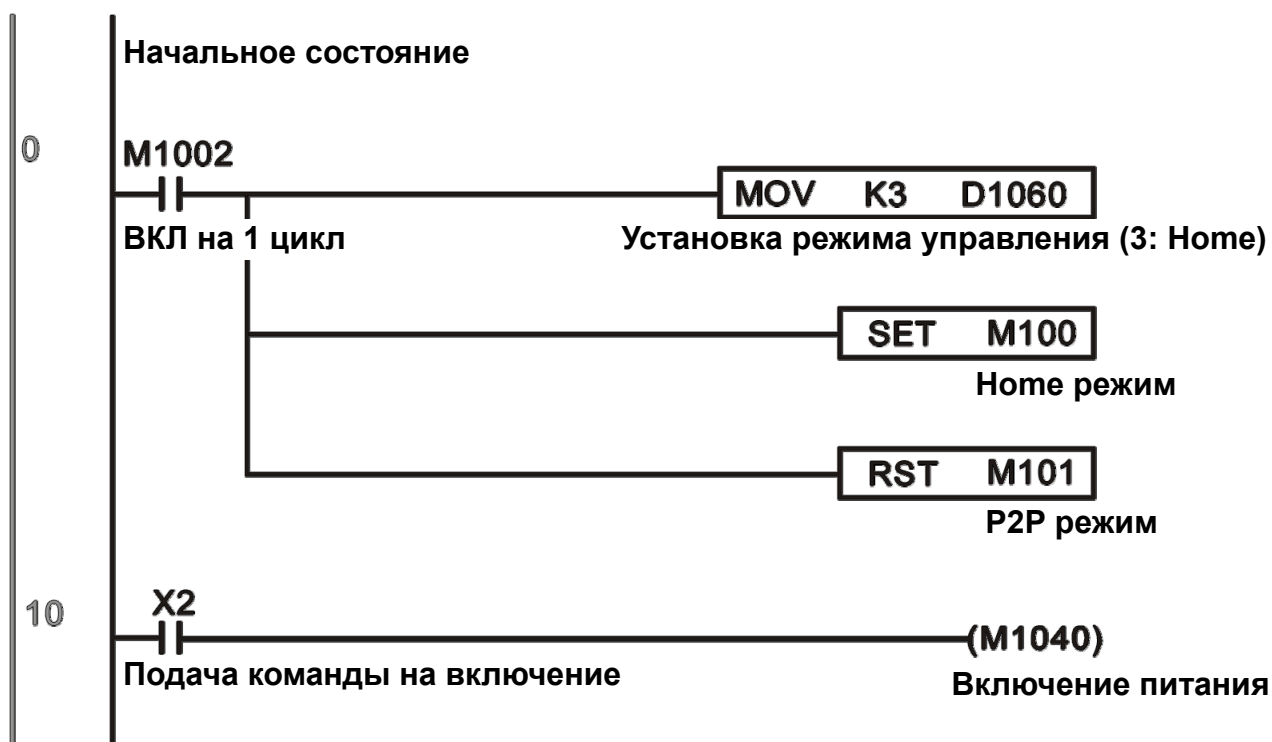 Начальное состояние
0
M1002
MOV K3 D1060
ВКЛ на 1 цикл
Установка режима управления (3: Home)
SET M100
Home режим
RST M101
P2P режим
10
X2
(M1040)
Подача команды на включение
Включение питания